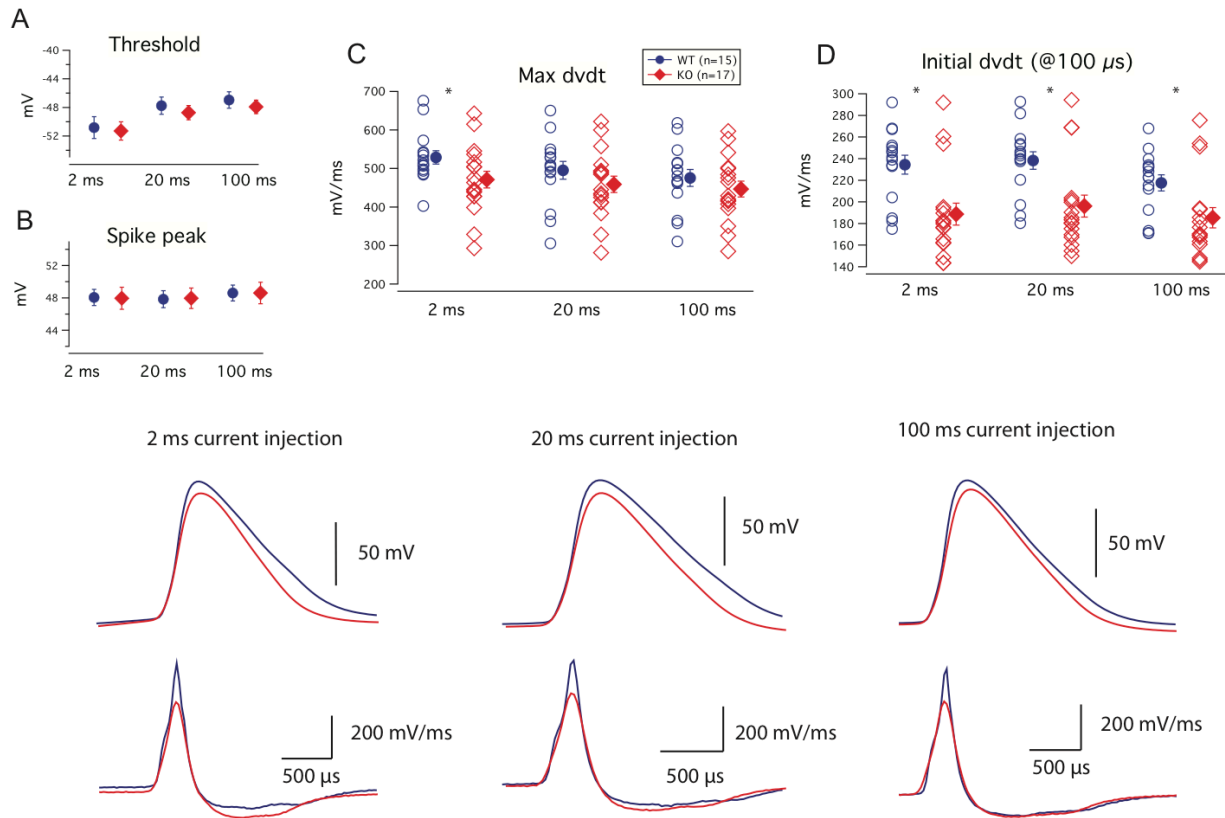 A
Threshold
-40
-44
-48
-52
mV
2 ms
20 ms
100 ms
B
Spike peak
52
48
44
mV
2 ms
20 ms
100 ms
C
Max dvdt
WT (n=15)
KO (n=17)
700
600
500
400
300
200
mV/ms
*
2 ms
20 ms
100 ms
D
Initial dvdt (@100 µs)
300
280
260
240
220
200
180
160
140
mV/ms
*
*
*
2 ms
20 ms
100 ms
2 ms current injection
20 ms current injection
100 ms current injection
50 mV
50 mV
50 mV
200 mV/ms
500 µs
200 mV/ms
500 µs
200 mV/ms
500 µs